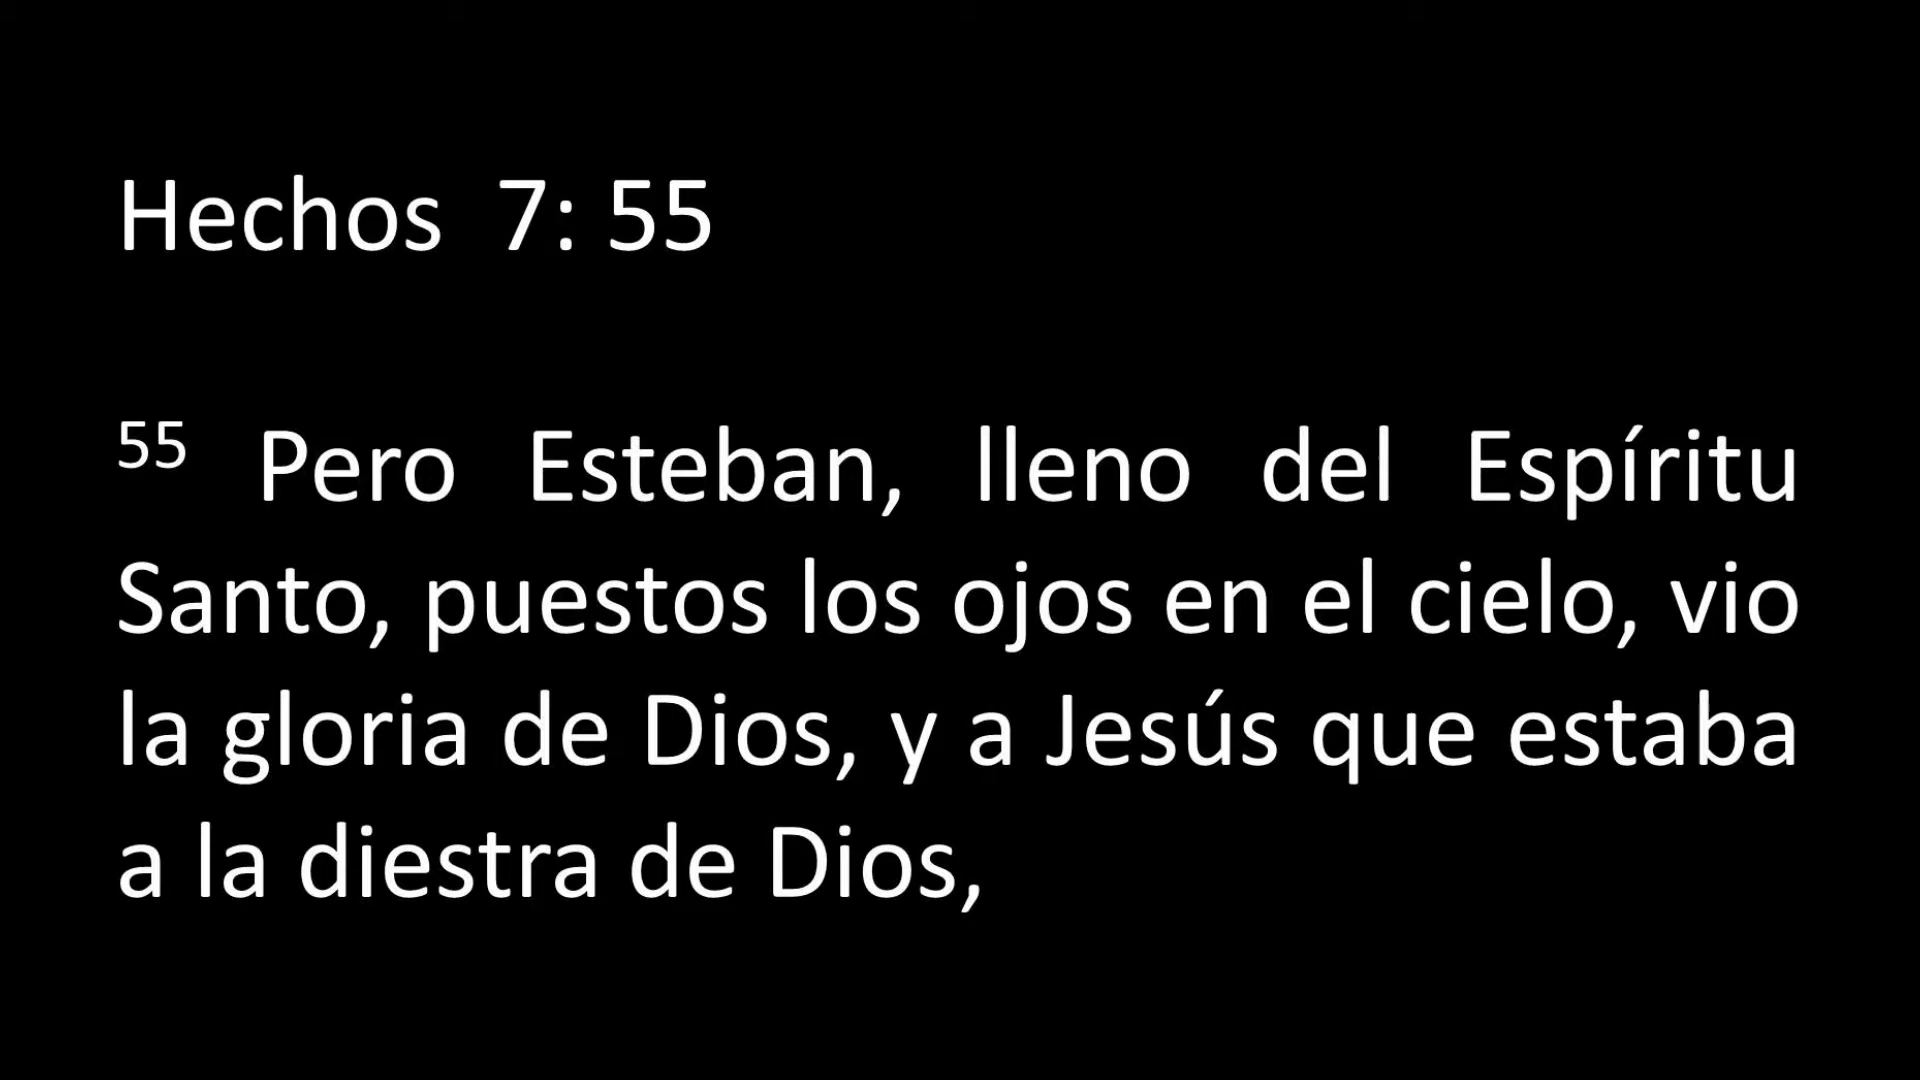 Hechos  7: 55
55 Pero Esteban, lleno del Espíritu
Santo, puestos los ojos en el cielo, vio
la gloria de Dios, y a Jesús que estaba
a la diestra de Dios,